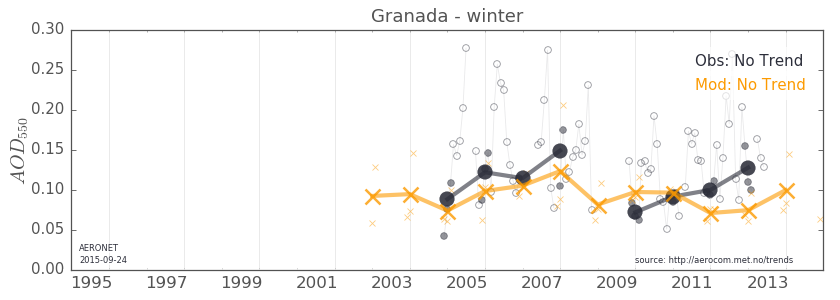 Granada - winter
0.30
0.25
0.20
0.15
0.10
0.05
0.00
AOD550
Obs: No Trend
Mod: No Trend
AERONET
2015-09-24
source: http://aerocom.met.no/trends
1995 1997 1999 2001 2003 2005 2007 2009 2011 2013